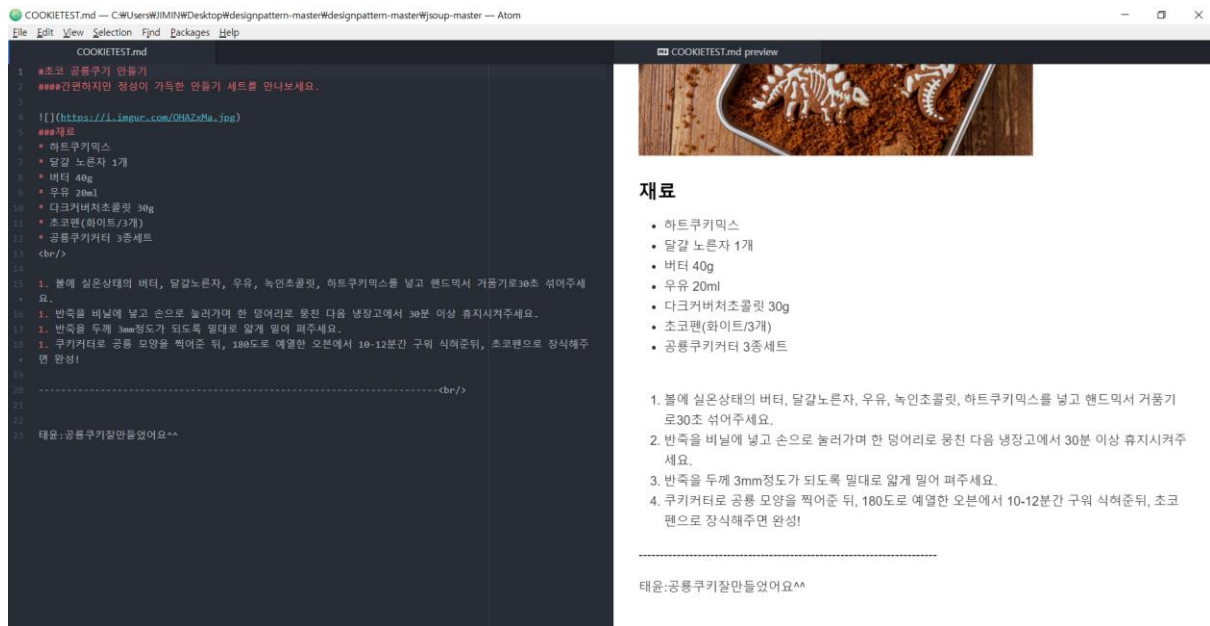 COOKIETEST.md — C:₩Users₩JIMIN₩Desktop₩designpattern-master₩designpattern-master₩jsoup-master — Atom
File Edit View Selection Find Packages Help
COOKIETEST.md
1 #초코 공룡쿠기 만들기
2 ####간편하지만 정성이 가득한 만들기 세트를 만나보세요.
3
4 ![](https://i.imgur.com/OHAZxMa.jpg)
5 ###재료
6 * 하트쿠키믹스
7 * 달걀 노른자 1개
8 * 버터 40g
9 * 우유 20ml
10 * 다크커버처초콜릿 30g
11 * 초코펜(화이트/3개)
12 * 공룡쿠키커터 3종세트
13 <br/>
14
15 1. 볼에 실온상태의 버터, 달걀노른자, 우유, 녹인초콜릿, 하트쿠키믹스를 넣고 핸드믹서 거품기로30초 섞어주세
• 요.
16 1. 반죽을 비닐에 넣고 손으로 눌러가며 한 덩어리로 뭉친 다음 냉장고에서 30분 이상 휴지시켜주세요.
17 1. 반죽을 두께 3mm정도가 되도록 밀대로 얇게 밀어 펴주세요.
18 1. 쿠키커터로 공룡 모양을 찍어준 뒤, 180도로 예열한 오븐에서 10-12분간 구워 식혀준뒤, 초코펜으로 장식해주
• 면 완성!
19
20 -----------------------------------------------------------------------<br/>
21
22
23 태윤:공룡쿠키잘만들었어요^^
COOKIETEST.md preview
재료
• 하트쿠키믹스
• 달걀 노른자 1개
• 버터 40g
• 우유 20ml
• 다크커버처초콜릿 30g
• 초코펜(화이트/3개)
• 공룡쿠키커터 3종세트
1. 볼에 실온상태의 버터, 달걀노른자, 우유, 녹인초콜릿, 하트쿠키믹스를 넣고 핸드믹서 거품기
로30초 섞어주세요.
2. 반죽을 비닐에 넣고 손으로 눌러가며 한 덩어리로 뭉친 다음 냉장고에서 30분 이상 휴지시켜주
세요.
3. 반죽을 두께 3mm정도가 되도록 밀대로 얇게 밀어 펴주세요.
4. 쿠키커터로 공룡 모양을 찍어준 뒤, 180도로 예열한 오븐에서 10-12분간 구워 식혀준뒤, 초코
펜으로 장식해주면 완성!
-----------------------------------------------------------------------
태윤:공룡쿠키잘만들었어요^^